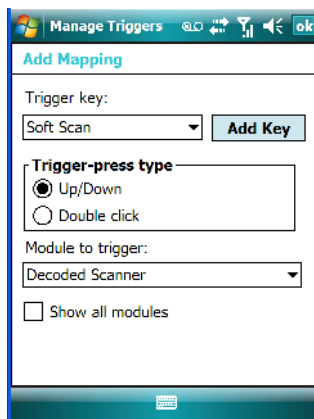 Manage Triggers ok
Add Mapping
Trigger key:
Soft Scan Add Key
Trigger-press type
Up/Down
Double click
Module to trigger:
Decoded Scanner
Show all modules